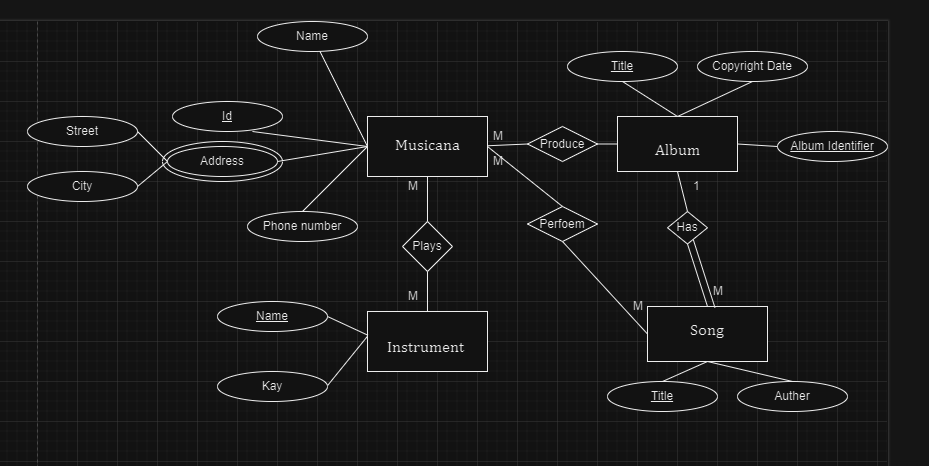 Name
Title
Copyright Date
Id
Street
Address
Musicana
M
Produce
Album
Album Identifier
M
City
M
1
Phone number
Plays
Perfoem
Has
M
M
M
Name
Instrument
Song
Kay
Title
Auther